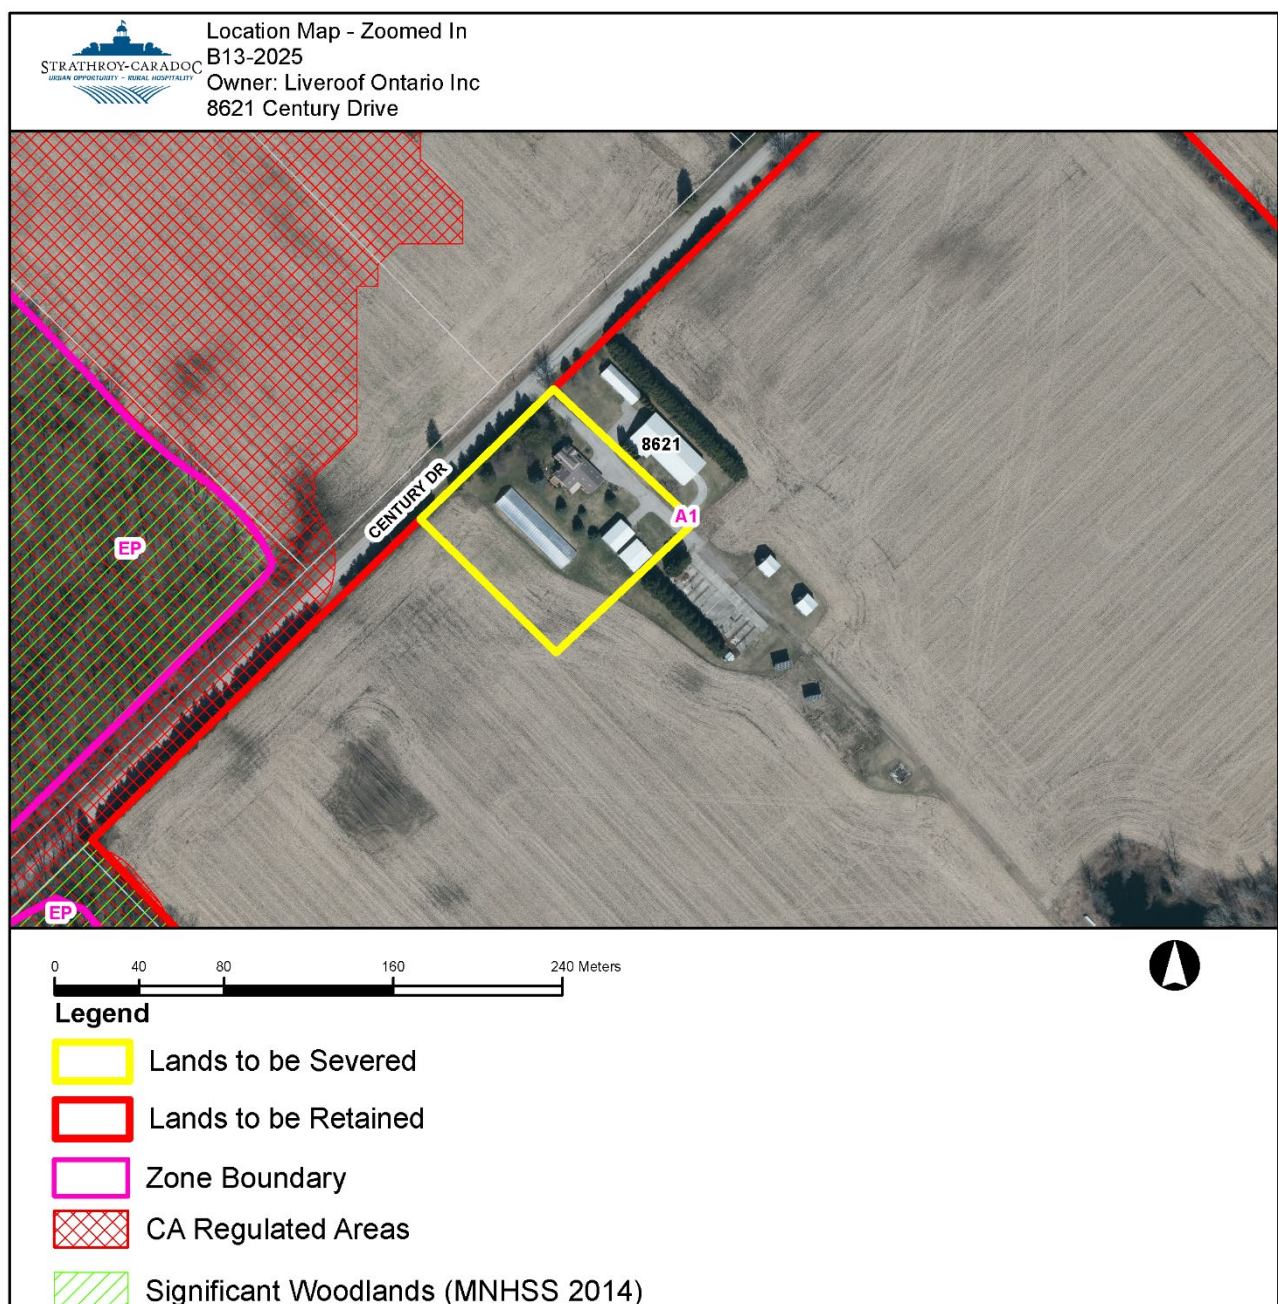 STRATHROY-CARADOC
URBAN OPPORTUNITY - RURAL HOSPITALITY
Location Map - Zoomed In
B13-2025
Owner: Liveroof Ontario Inc
8621 Century Drive
8621
CENTURY DR
A1
EP
EP
0 40 80 160 240 Meters
Legend
Lands to be Severed
Lands to be Retained
Zone Boundary
CA Regulated Areas
Significant Woodlands (MNHSS 2014)